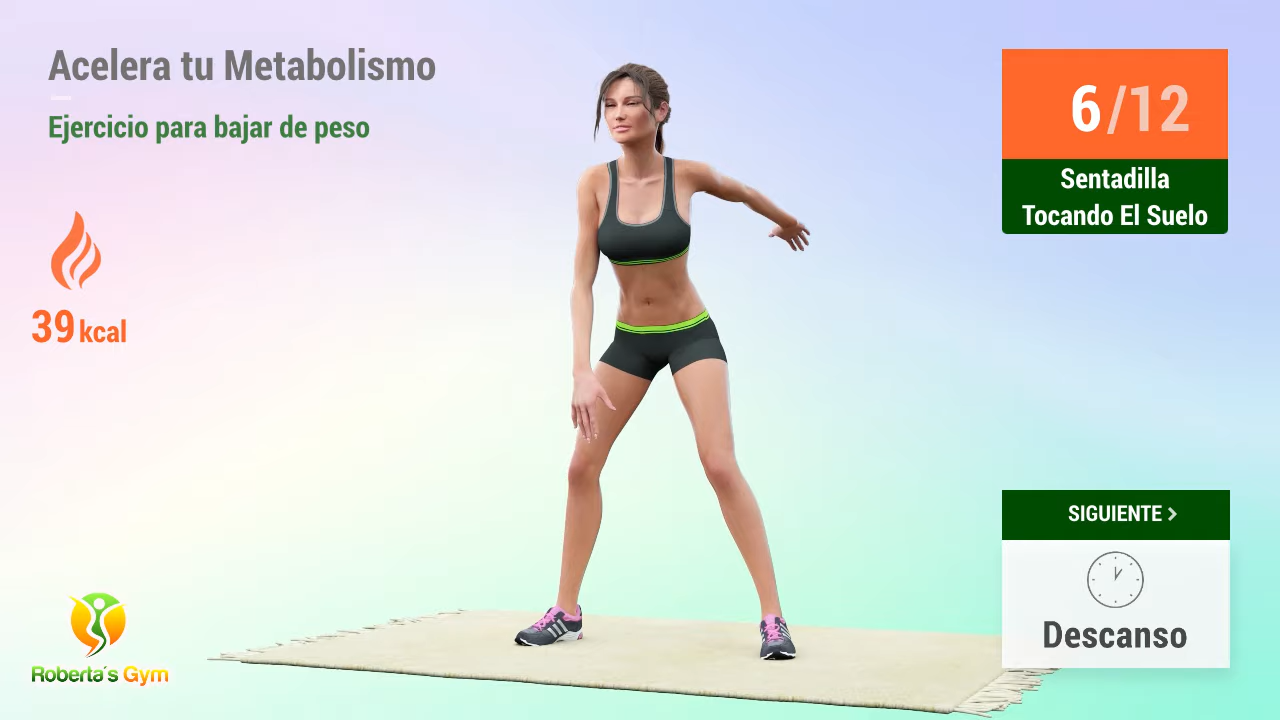 Acelera tu Metabolismo
Ejercicio para bajar de peso
39 kcal
6/12
Sentadilla
Tocando El Suelo
SIGUIENTE >
Descanso
Roberta´s Gym